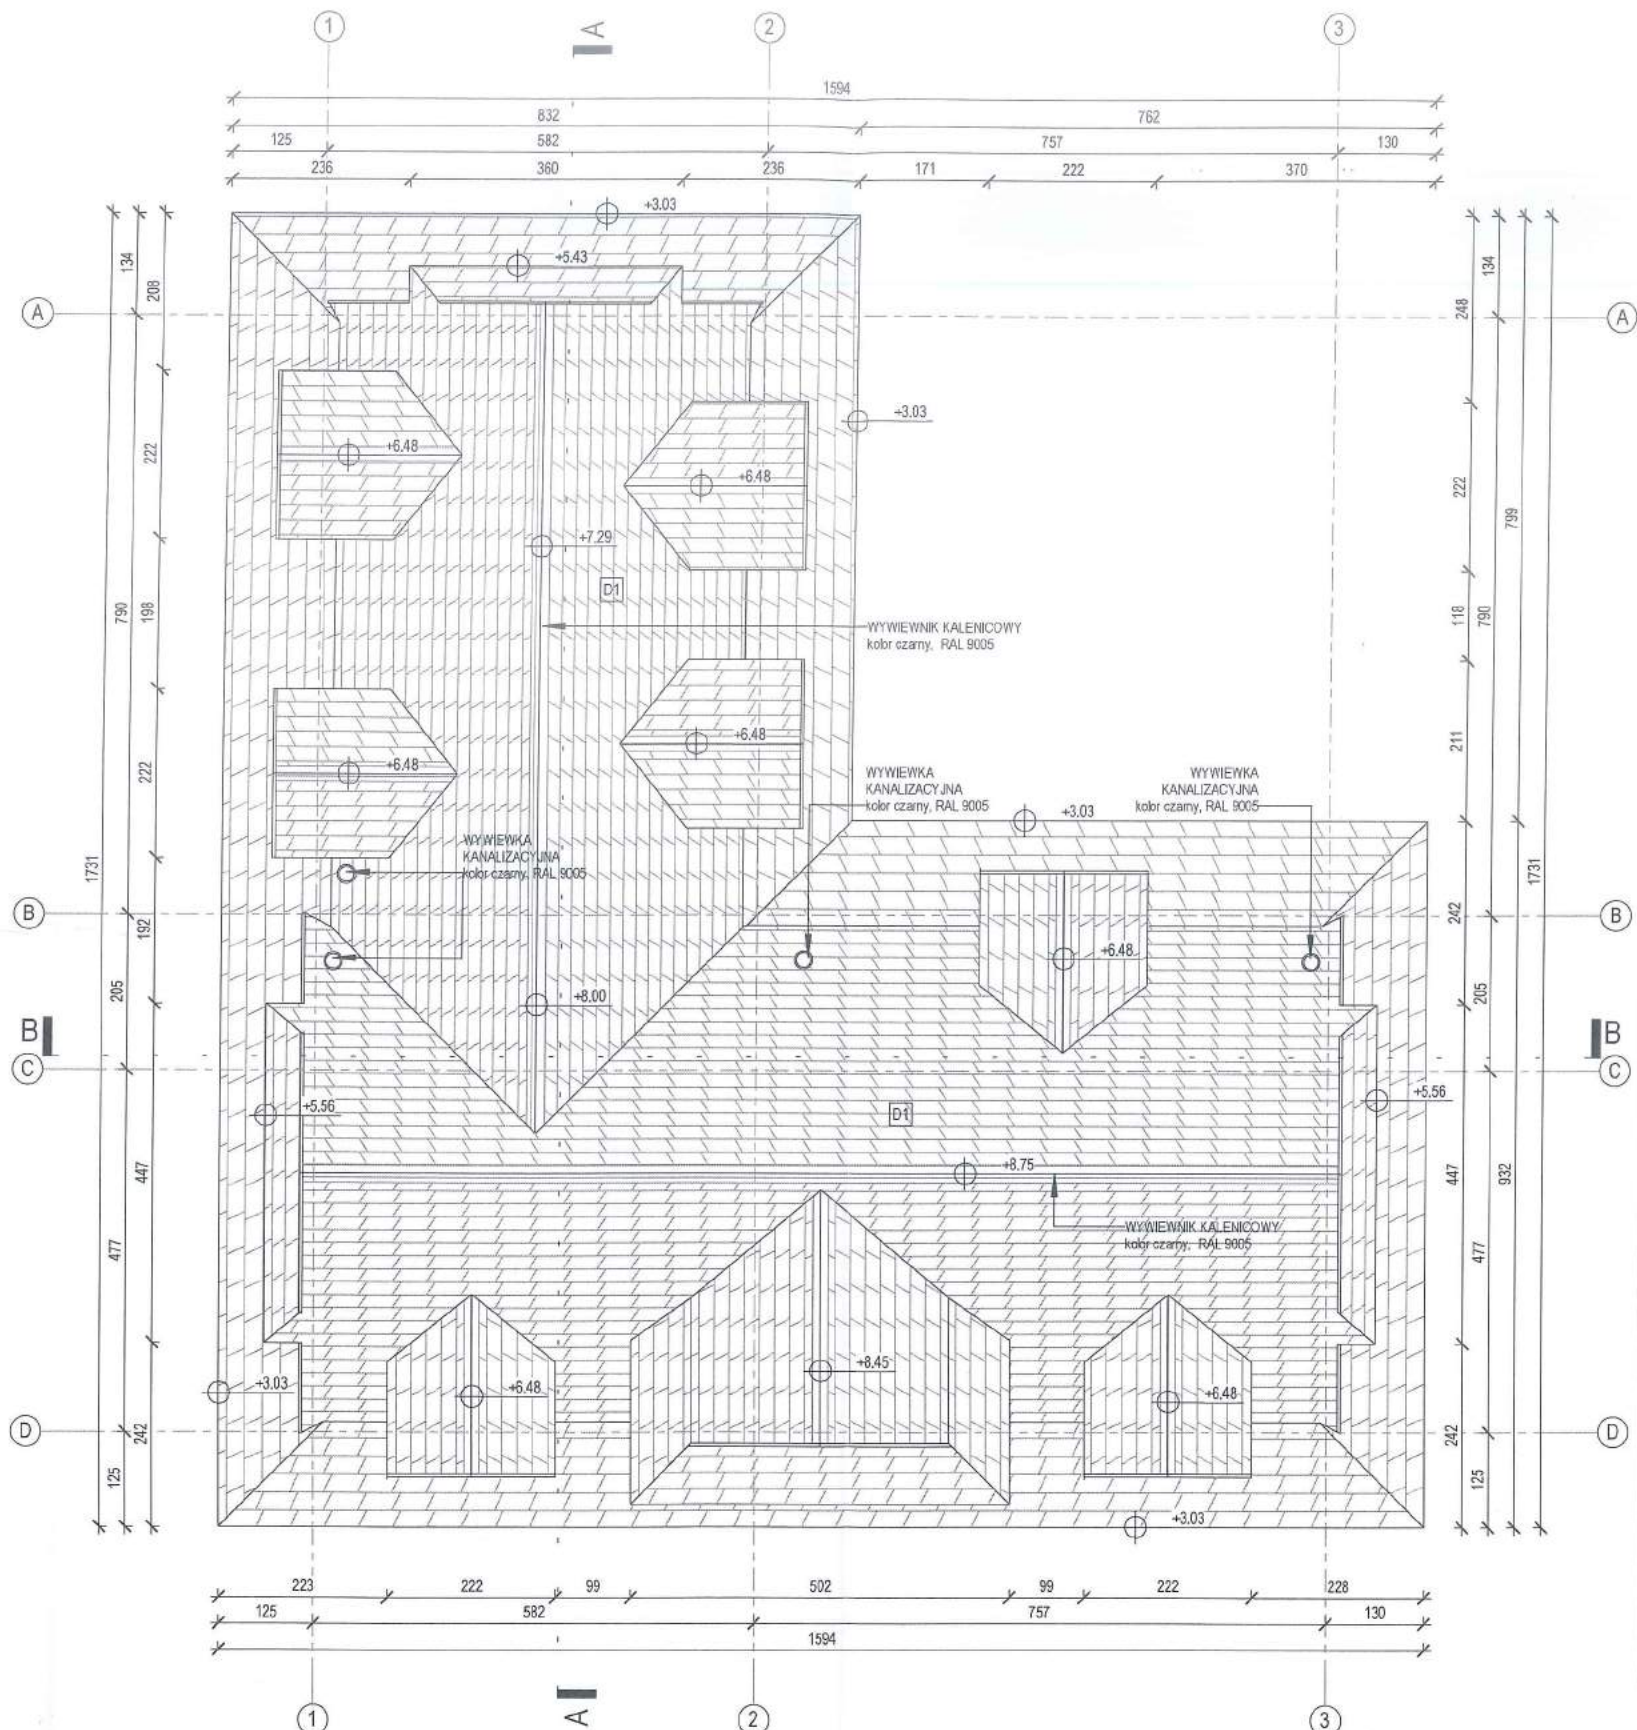 1
A
2
3
1594
832
762
125
582
757
130
236
360
236
171
222
370
+3.03
134
208
+5.43
134
248
A
A
222
+6.48
+3.03
+6.48
222
799
+7.29
D1
790
198
118
790
WYWIEWNIK KALENICOWY
kolor czarny, RAL 9005
222
+6.48
+6.48
211
WYWIEWKA
KANALIZACYJNA
kolor czarny, RAL 9005
WYWIEWKA
KANALIZACYJNA
kolor czarny, RAL 9005
+3.03
WYWIEWKA
KANALIZACYJNA
kolor czarny, RAL 9005
1731
1731
B
192
242
B
+6.48
205
+8.00
205
B
B
C
C
+5.56
D1
+5.56
447
+8.75
447
932
WYWIEWNIK KALENICOWY
kolor czarny, RAL 9005
477
477
+8.45
+3.03
+6.48
+6.48
D
242
242
D
125
125
+3.03
223
222
99
502
99
222
228
125
582
757
130
1594
1
A
2
3